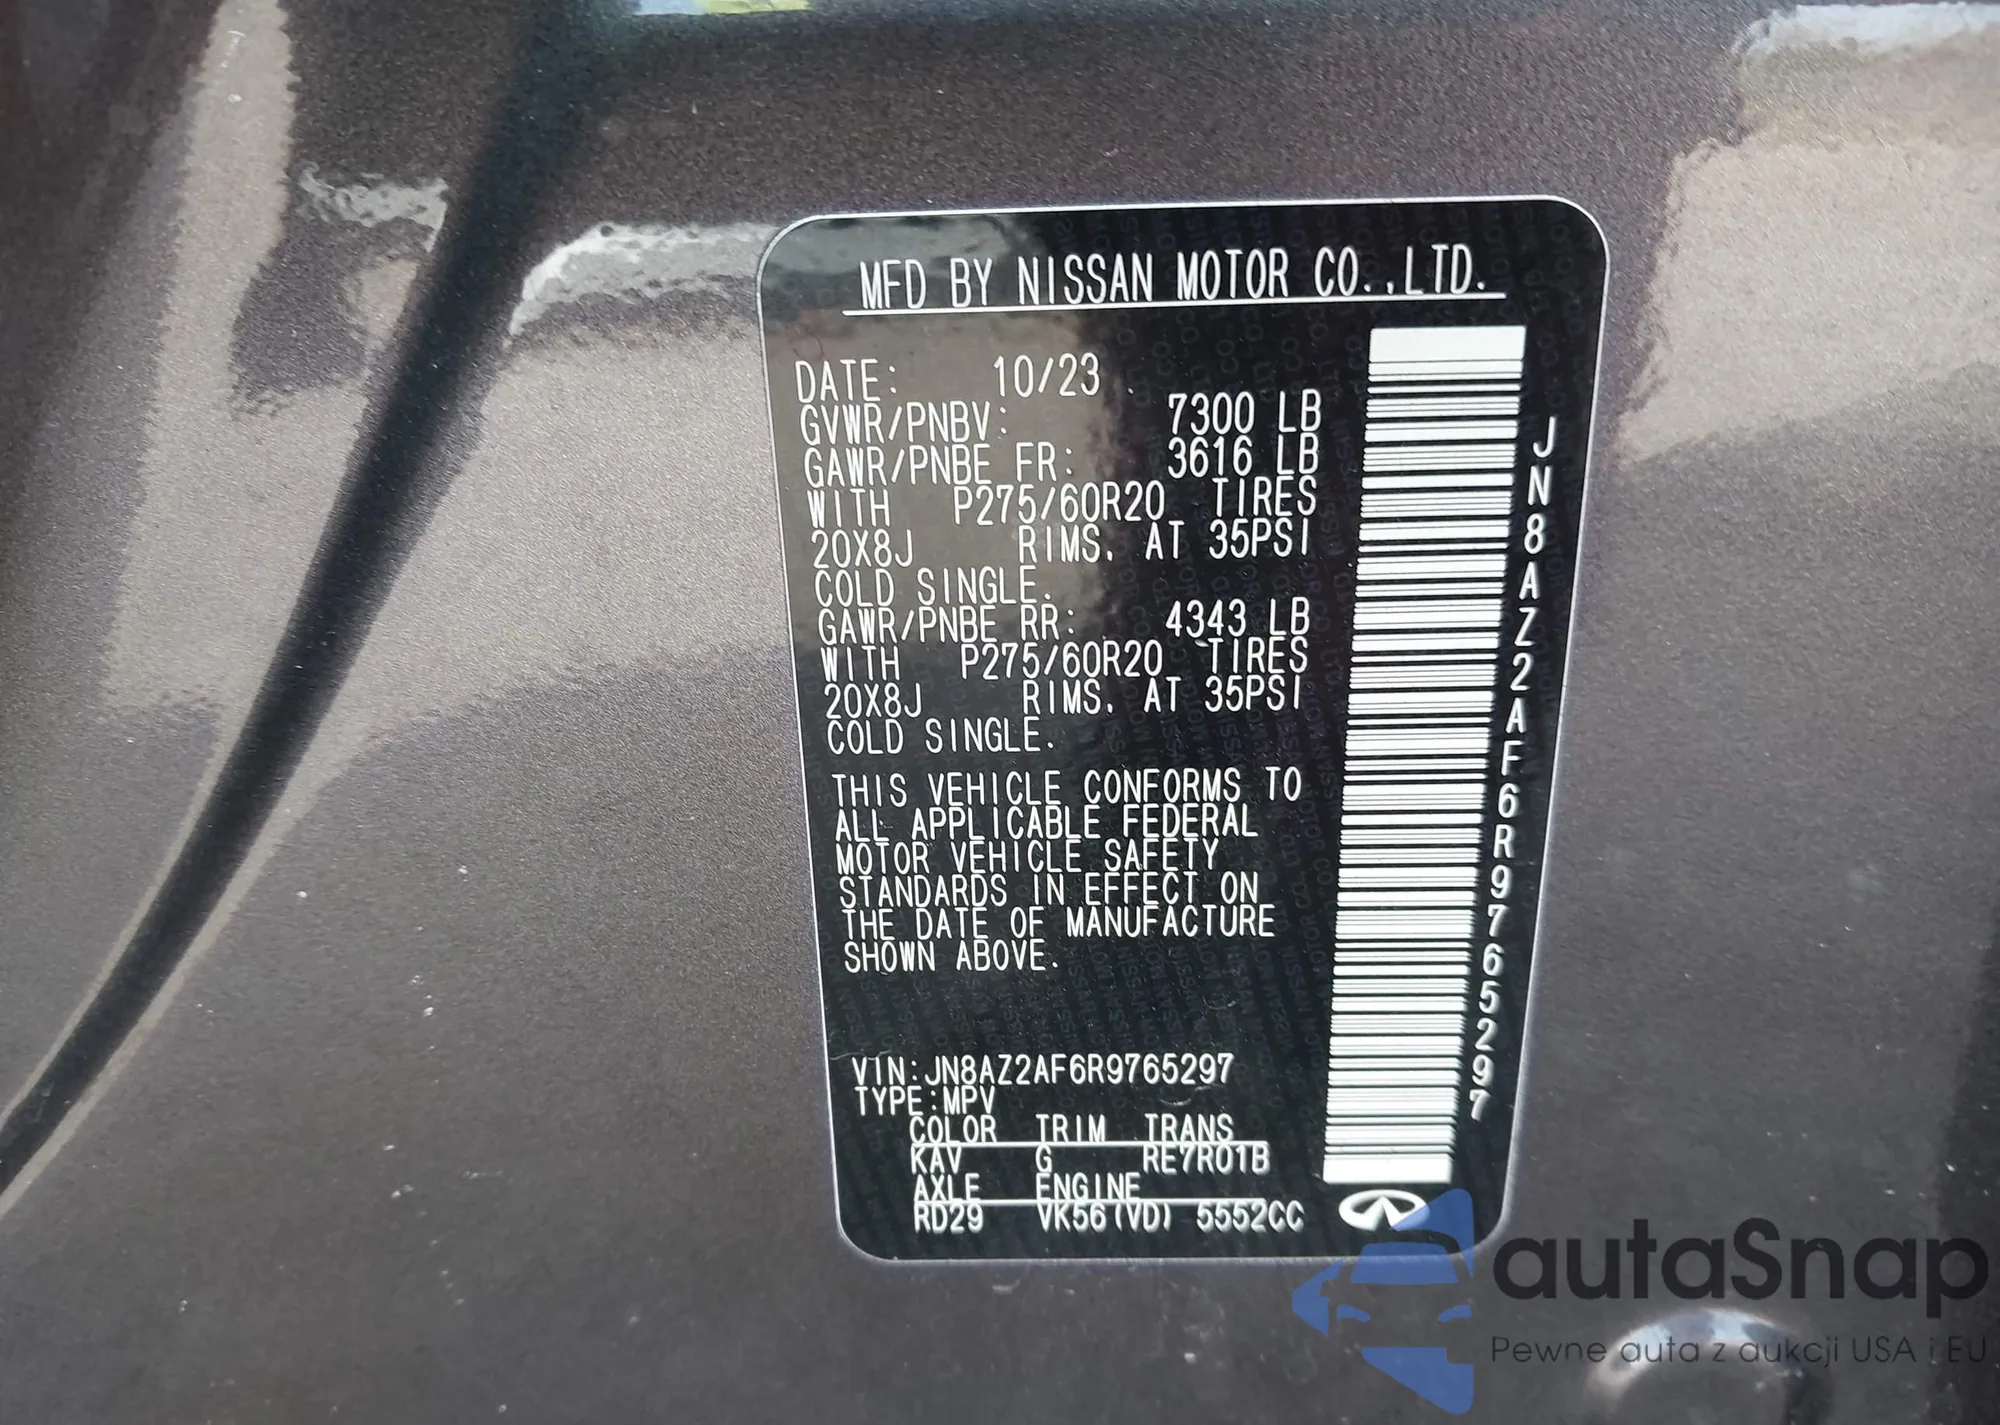 MFD BY NISSAN MOTOR CO.,LTD.
DATE: 10/23
GVWR/PNBV: 7300 LB
GAWR/PNBE FR: 3616 LB
WITH P275/60R20 TIRES
20X8J RIMS. AT 35PSI
COLD SINGLE.
GAWR/PNBE RR: 4343 LB
WITH P275/60R20 TIRES
20X8J RIMS. AT 35PSI
COLD SINGLE.
THIS VEHICLE CONFORMS TO
ALL APPLICABLE FEDERAL
MOTOR VEHICLE SAFETY
STANDARDS IN EFFECT ON
THE DATE OF MANUFACTURE
SHOWN ABOVE.
VIN:JN8AZ2AF6R9765297
TYPE:MPV
COLOR TRIM TRANS
KAV G RE7R01B
AXLE ENGINE
RD29 VK56(VD) 5552CC
JN8AZ2AF6R9765297
autaSnap
Pewne auta z aukcji USA i EU